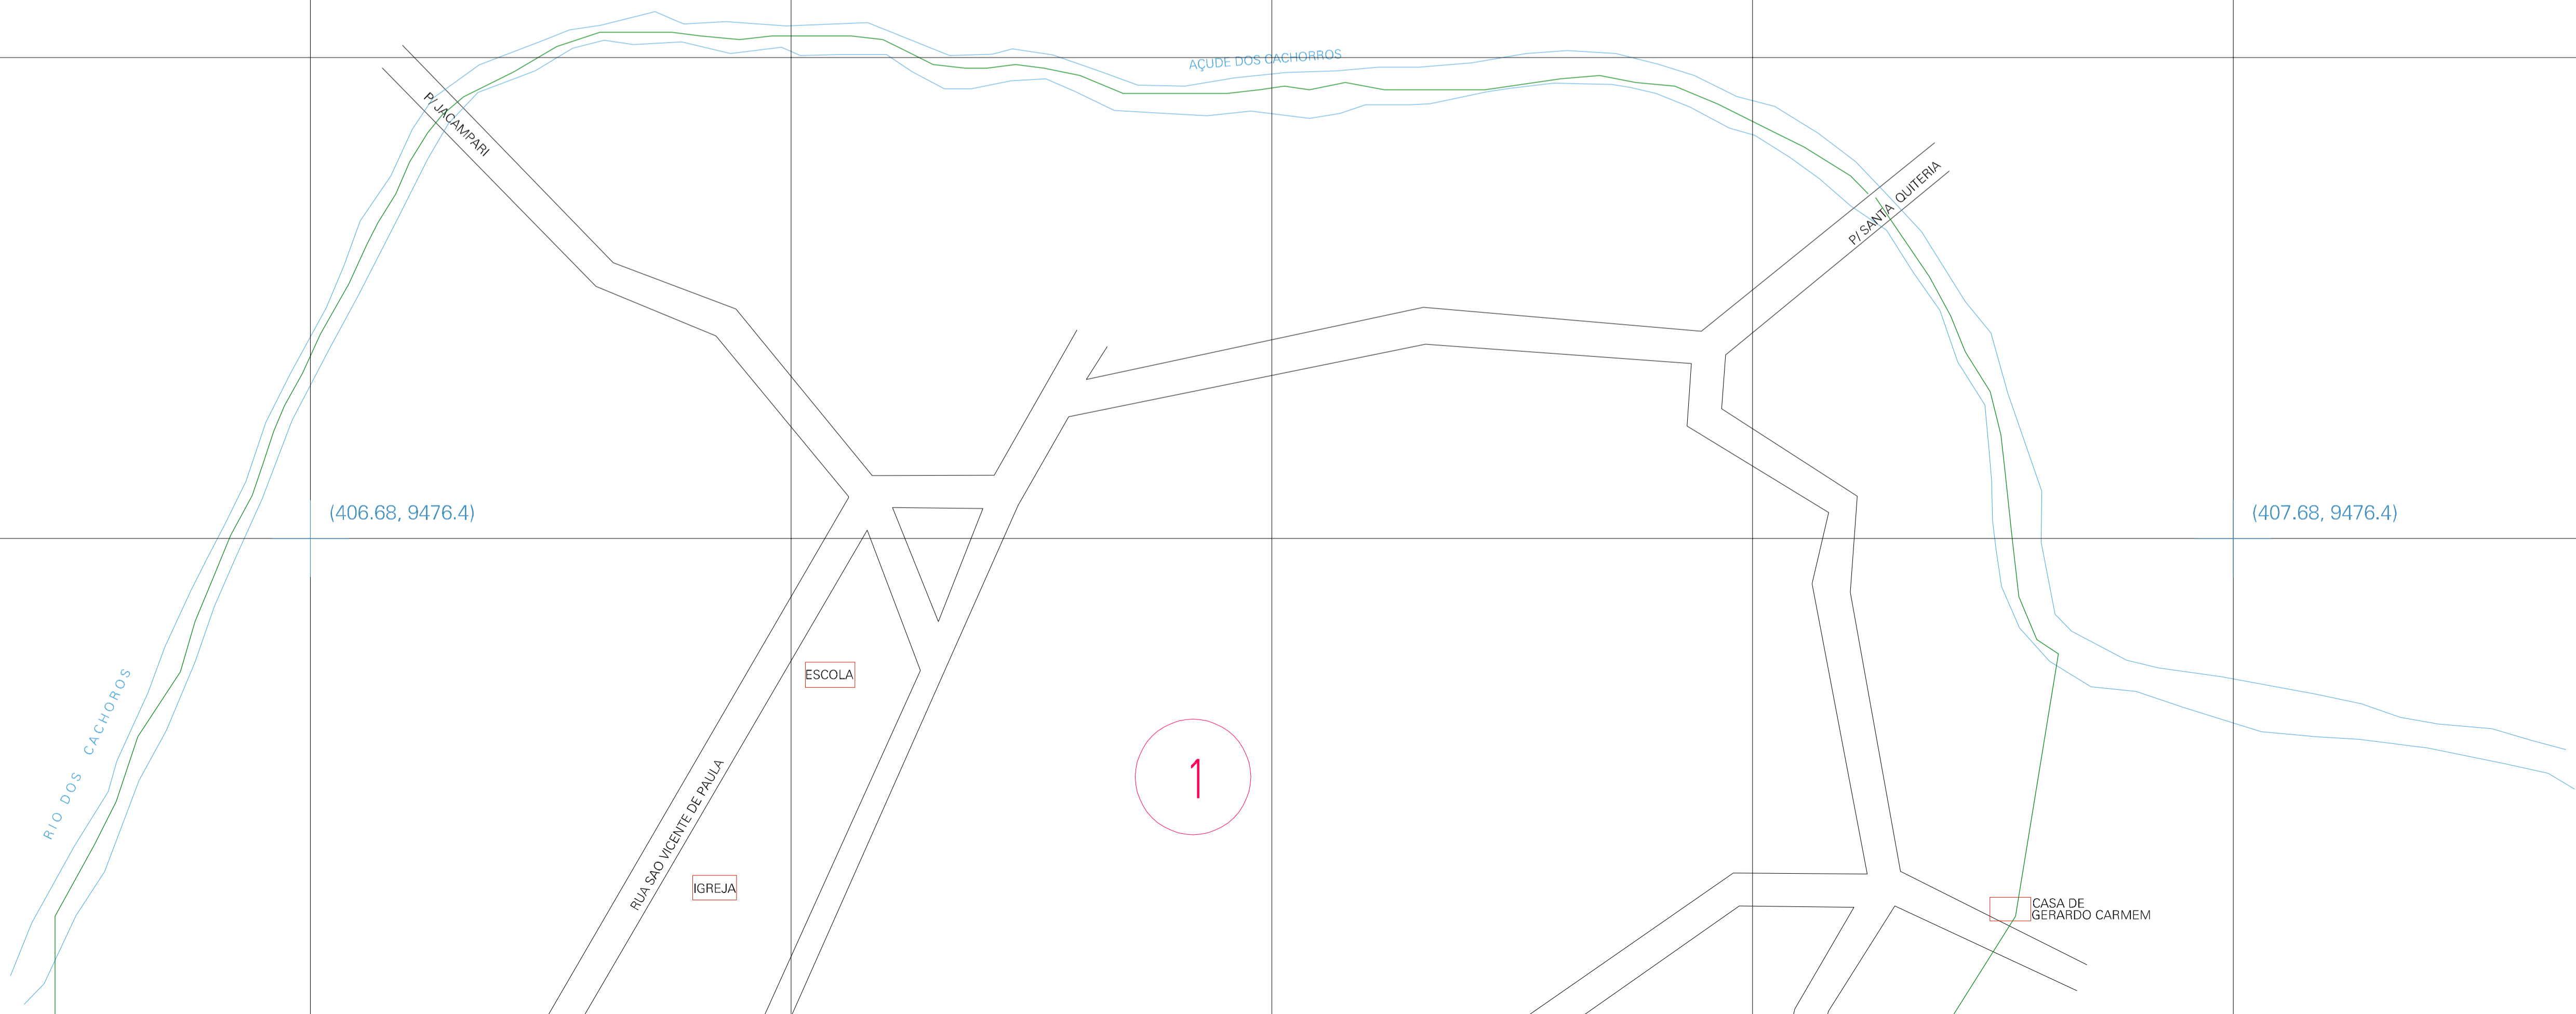 AÇUDE DOS CACHORROS
P/ JACAMPARI
P/ SANTA QUITERIA
(406.68, 9476.4)
(407.68, 9476.4)
ESCOLA
RIO DOS CACHOROS
1
RUA SAO VICENTE DE PAULA
IGREJA
CASA DE
GERARDO CARMEM